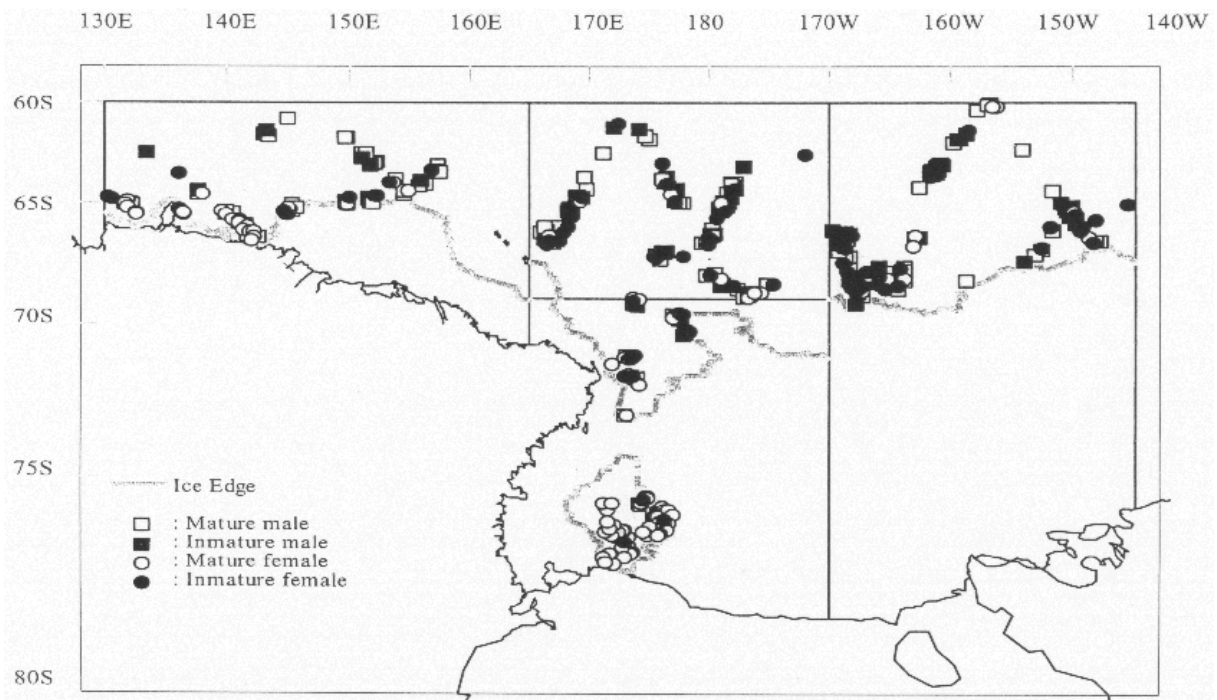 130E 140E 150E 160E 170E 180 170W 160W 150W 140W
60S
65S
70S
75S
Ice Edge
: Mature male
: Inmature male
: Mature female
: Inmature female
80S